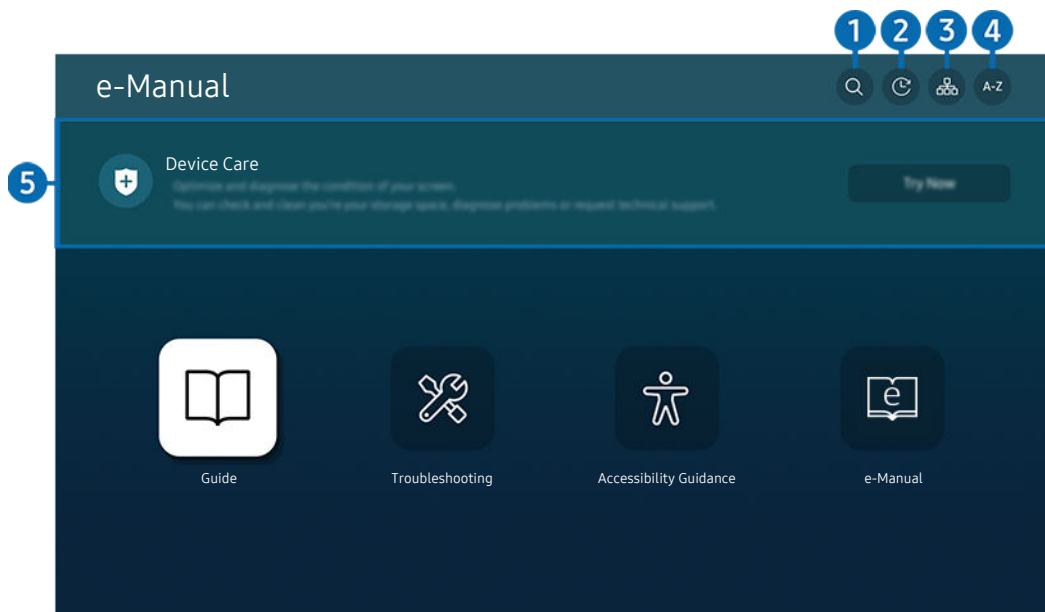 1 2 3 4
e-Manual
A-Z
5
Device Care
Optimize and diagnose the condition of your screen.
You can check and clean you're your storage space, diagnose problems or request technical support.
Try Now
Guide
Troubleshooting
Accessibility Guidance
e
e-Manual